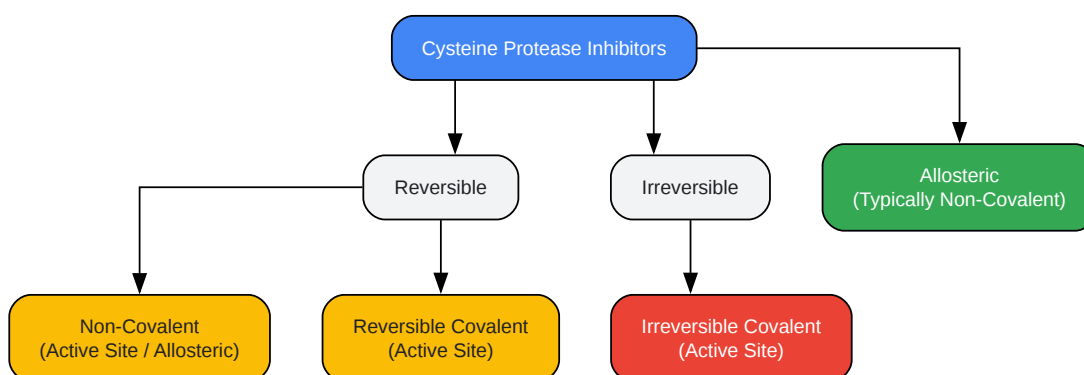 Cysteine Protease Inhibitors
Reversible
Irreversible
Allosteric
(Typically Non-Covalent)
Non-Covalent
(Active Site / Allosteric)
Reversible Covalent
(Active Site)
Irreversible Covalent
(Active Site)